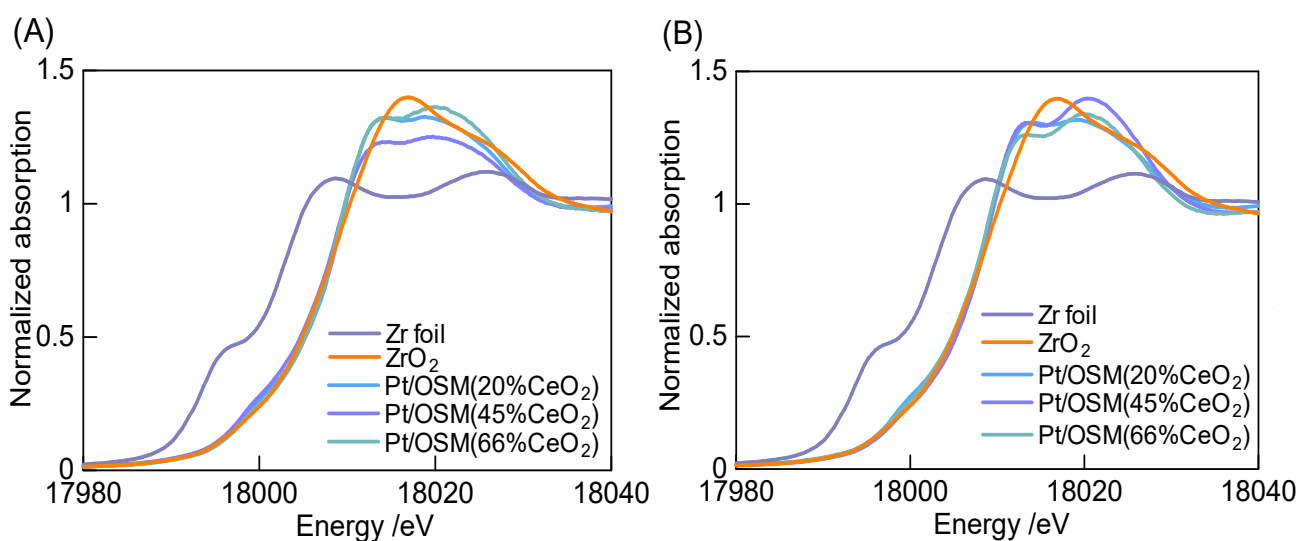 (A)
1.5
1
0.5
0
Normalized absorption
17980 18000 18020 18040
Energy /eV
Zr foil
ZrO2
Pt/OSM(20%CeO2)
Pt/OSM(45%CeO2)
Pt/OSM(66%CeO2)
(B)
1.5
1
0.5
0
Normalized absorption
17980 18000 18020 18040
Energy /eV
Zr foil
ZrO2
Pt/OSM(20%CeO2)
Pt/OSM(45%CeO2)
Pt/OSM(66%CeO2)